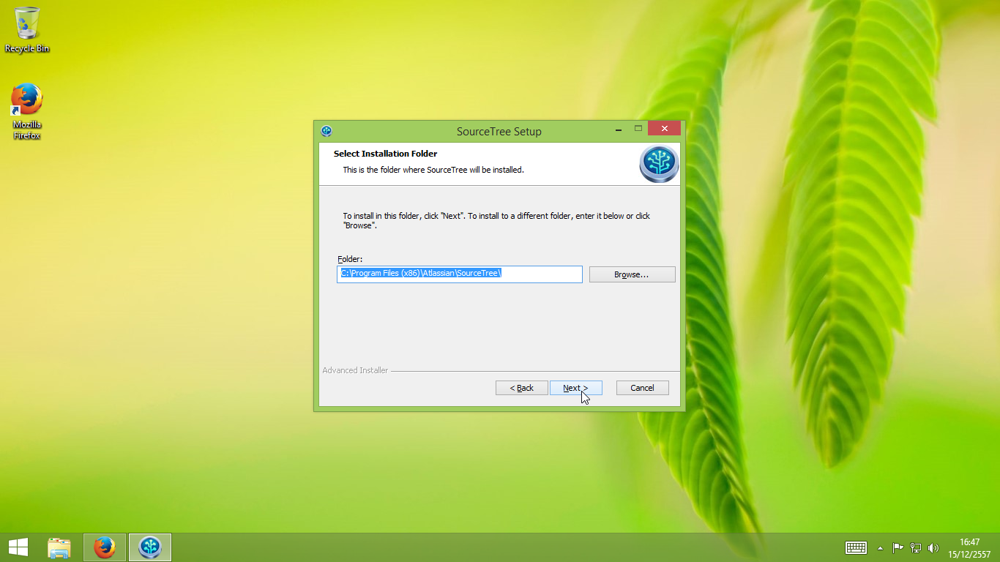 Recycle Bin
Mozilla
Firefox
SourceTree Setup
Select Installation Folder
This is the folder where SourceTree will be installed.
To install in this folder, click "Next". To install to a different folder, enter it below or click
"Browse".
Folder:
C:\Program Files (x86)\Atlassian\SourceTree\
Browse...
Advanced Installer
< Back
Next >
Cancel
16:47
15/12/2557